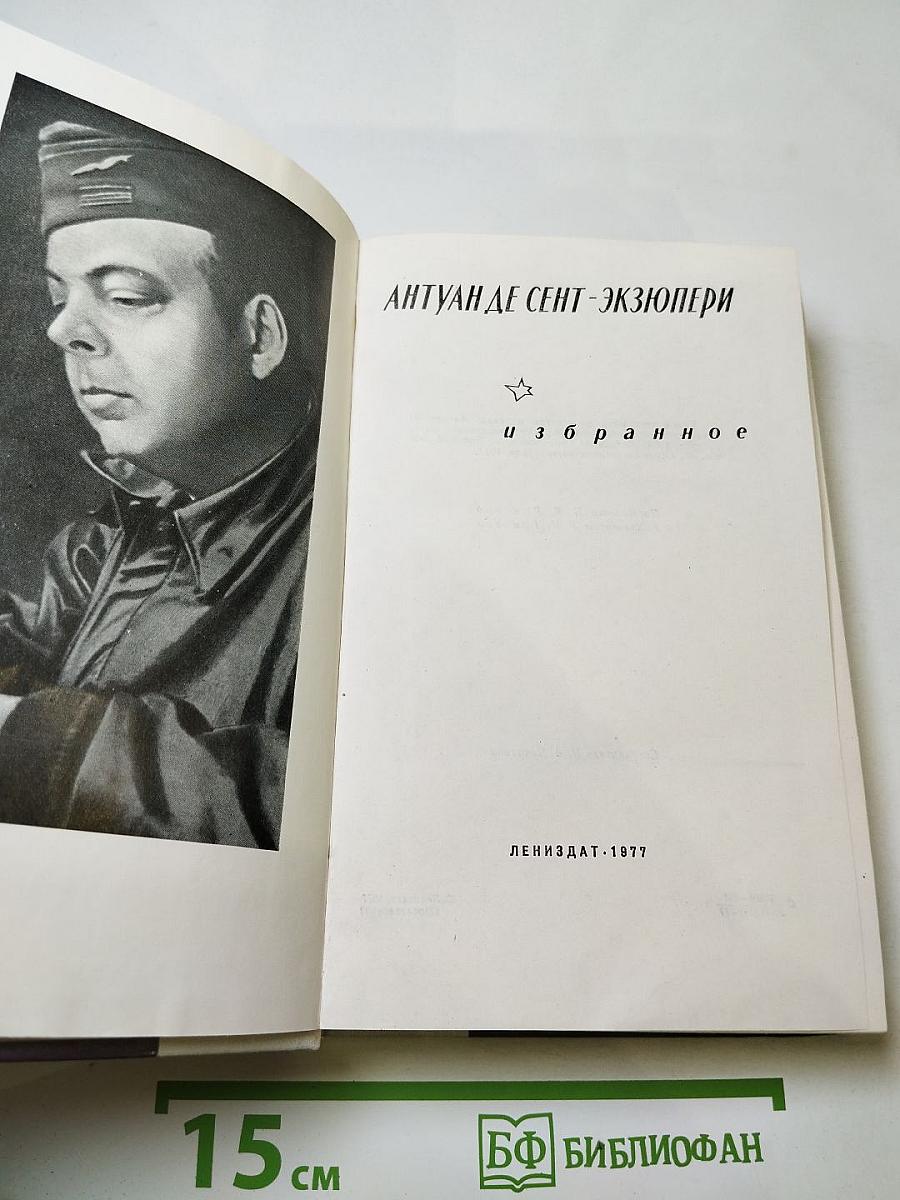 АНТУАН ДЕ СЕНТ-ЭКЗЮПЕРИ
избранное
ЛЕНИЗДАТ·1977
15 см
БФ БИБЛИОФАН